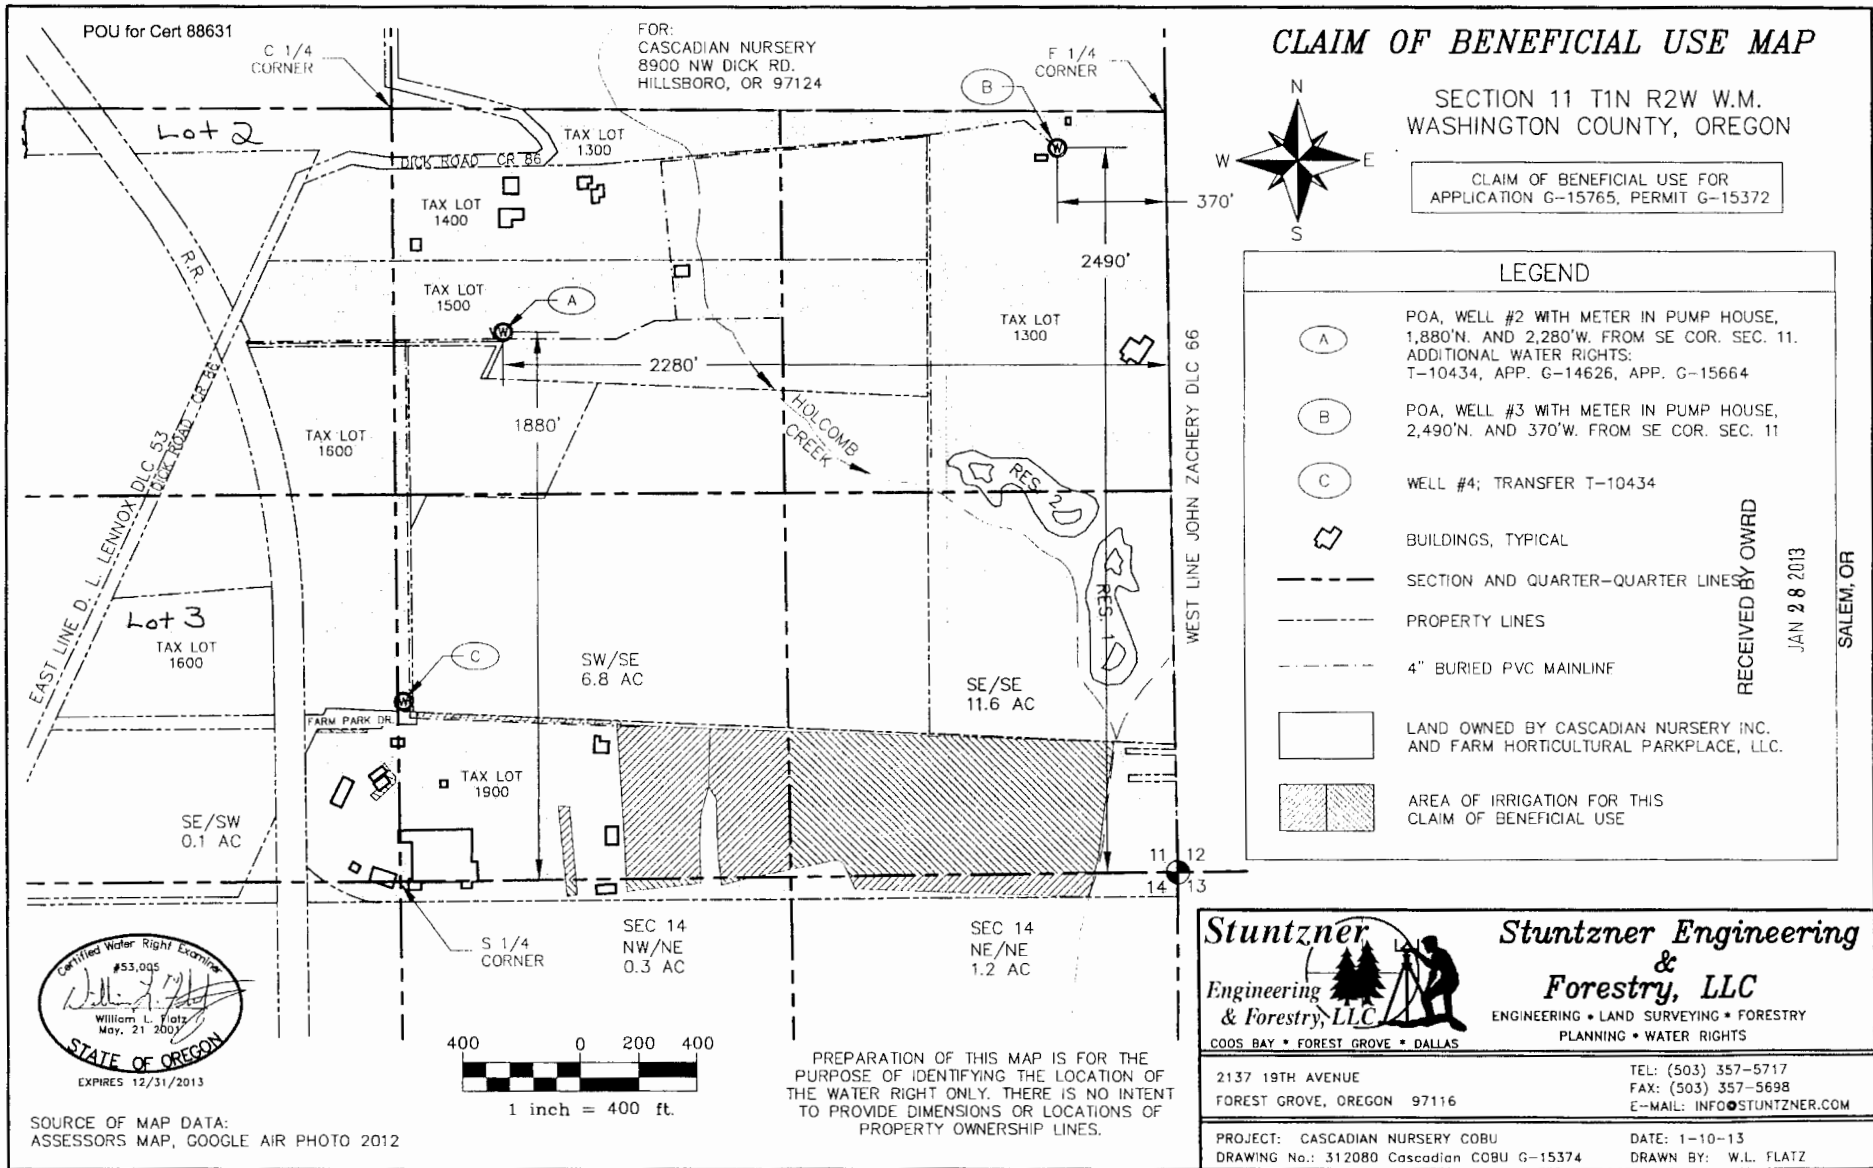 POU for Cert 88631
C 1/4
CORNER
FOR:
CASCADIAN NURSERY
8900 NW DICK RD.
HILLSBORO, OR 97124
E 1/4
CORNER
B
CLAIM OF BENEFICIAL USE MAP
SECTION 11 T1N R2W W.M.
WASHINGTON COUNTY, OREGON
N
W
E
S
CLAIM OF BENEFICIAL USE FOR
APPLICATION G-15765, PERMIT G-15372
Lot 2
TAX LOT
1300
DICK ROAD CR 86
W
370'
TAX LOT
1400
R.R.
2490'
TAX LOT
1500
A
W
TAX LOT
1300
2280'
1880'
HOLCOMB
CREEK
WEST LINE JOHN ZACHERY DLC 66
TAX LOT
1600
EAST LINE D. L. LENNOX DLC 53
DICK ROAD CR 86
RES. 2
RES. 1
Lot 3
TAX LOT
1600
C
W
SW/SE
6.8 AC
SE/SE
11.6 AC
FARM PARK DR.
TAX LOT
1900
SE/SW
0.1 AC
11 12
14 13
S 1/4
CORNER
SEC 14
NW/NE
0.3 AC
SEC 14
NE/NE
1.2 AC
LEGEND
A
POA, WELL #2 WITH METER IN PUMP HOUSE,
1,880'N. AND 2,280'W. FROM SE COR. SEC. 11.
ADDITIONAL WATER RIGHTS:
T-10434, APP. G-14626, APP. G-15664
B
POA, WELL #3 WITH METER IN PUMP HOUSE,
2,490'N. AND 370'W. FROM SE COR. SEC. 11
C
WELL #4; TRANSFER T-10434
BUILDINGS, TYPICAL
SECTION AND QUARTER-QUARTER LINES
PROPERTY LINES
4" BURIED PVC MAINLINE
LAND OWNED BY CASCADIAN NURSERY INC.
AND FARM HORTICULTURAL PARKPLACE, LLC.
AREA OF IRRIGATION FOR THIS
CLAIM OF BENEFICIAL USE
RECEIVED BY OWRD
JAN 28 2013
SALEM, OR
Certified Water Right Examiner
#53,005
William L. Flatz
May, 21 2001
STATE OF OREGON
EXPIRES 12/31/2013
SOURCE OF MAP DATA:
ASSESSORS MAP, GOOGLE AIR PHOTO 2012
400 0 200 400
1 inch = 400 ft.
PREPARATION OF THIS MAP IS FOR THE
PURPOSE OF IDENTIFYING THE LOCATION OF
THE WATER RIGHT ONLY. THERE IS NO INTENT
TO PROVIDE DIMENSIONS OR LOCATIONS OF
PROPERTY OWNERSHIP LINES.
Stuntzner
Engineering
& Forestry, LLC
COOS BAY * FOREST GROVE * DALLAS
Stuntzner Engineering
&
Forestry, LLC
ENGINEERING * LAND SURVEYING * FORESTRY
PLANNING * WATER RIGHTS
2137 19TH AVENUE
FOREST GROVE, OREGON 97116
TEL: (503) 357-5717
FAX: (503) 357-5698
E-MAIL: INFO@STUNTZNER.COM
PROJECT: CASCADIAN NURSERY COBU
DRAWING No.: 312080 Cascadian COBU G-15374
DATE: 1-10-13
DRAWN BY: W.L. FLATZ